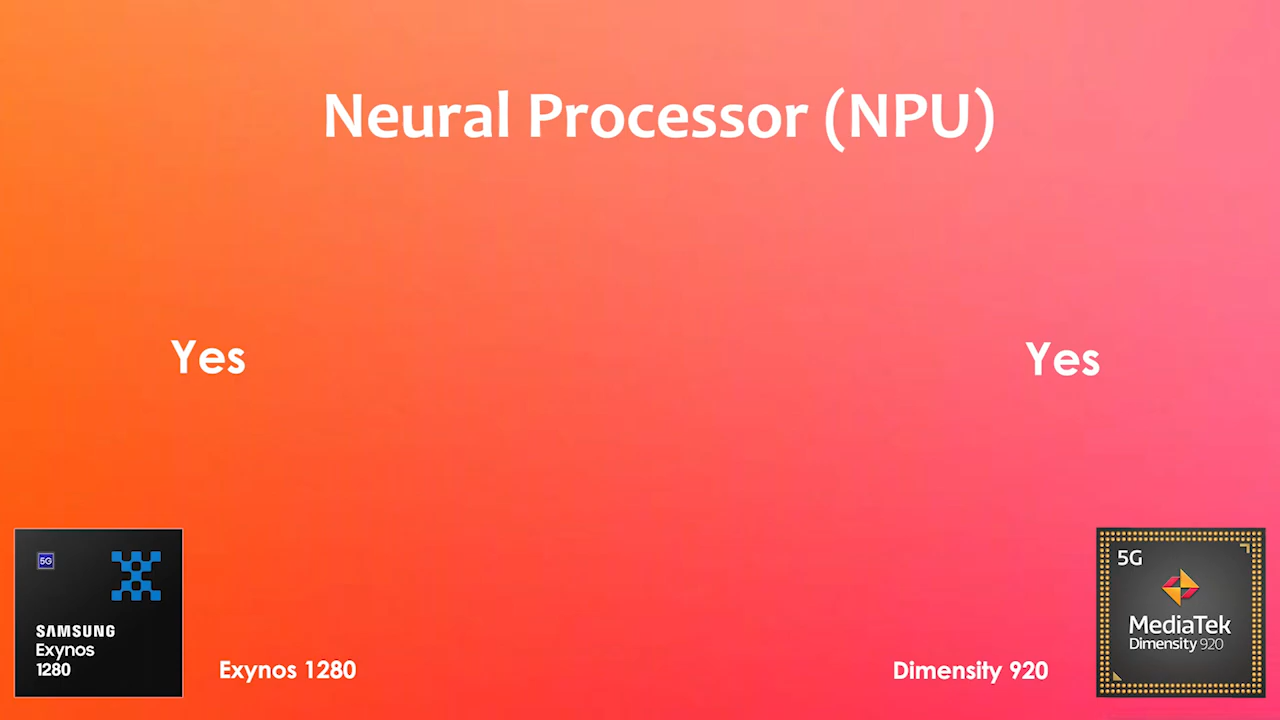 Neural Processor (NPU)
Yes
Yes
5G
SAMSUNG
Exynos
1280
Exynos 1280
Dimensity 920
5G
MediaTek
Dimensity 920